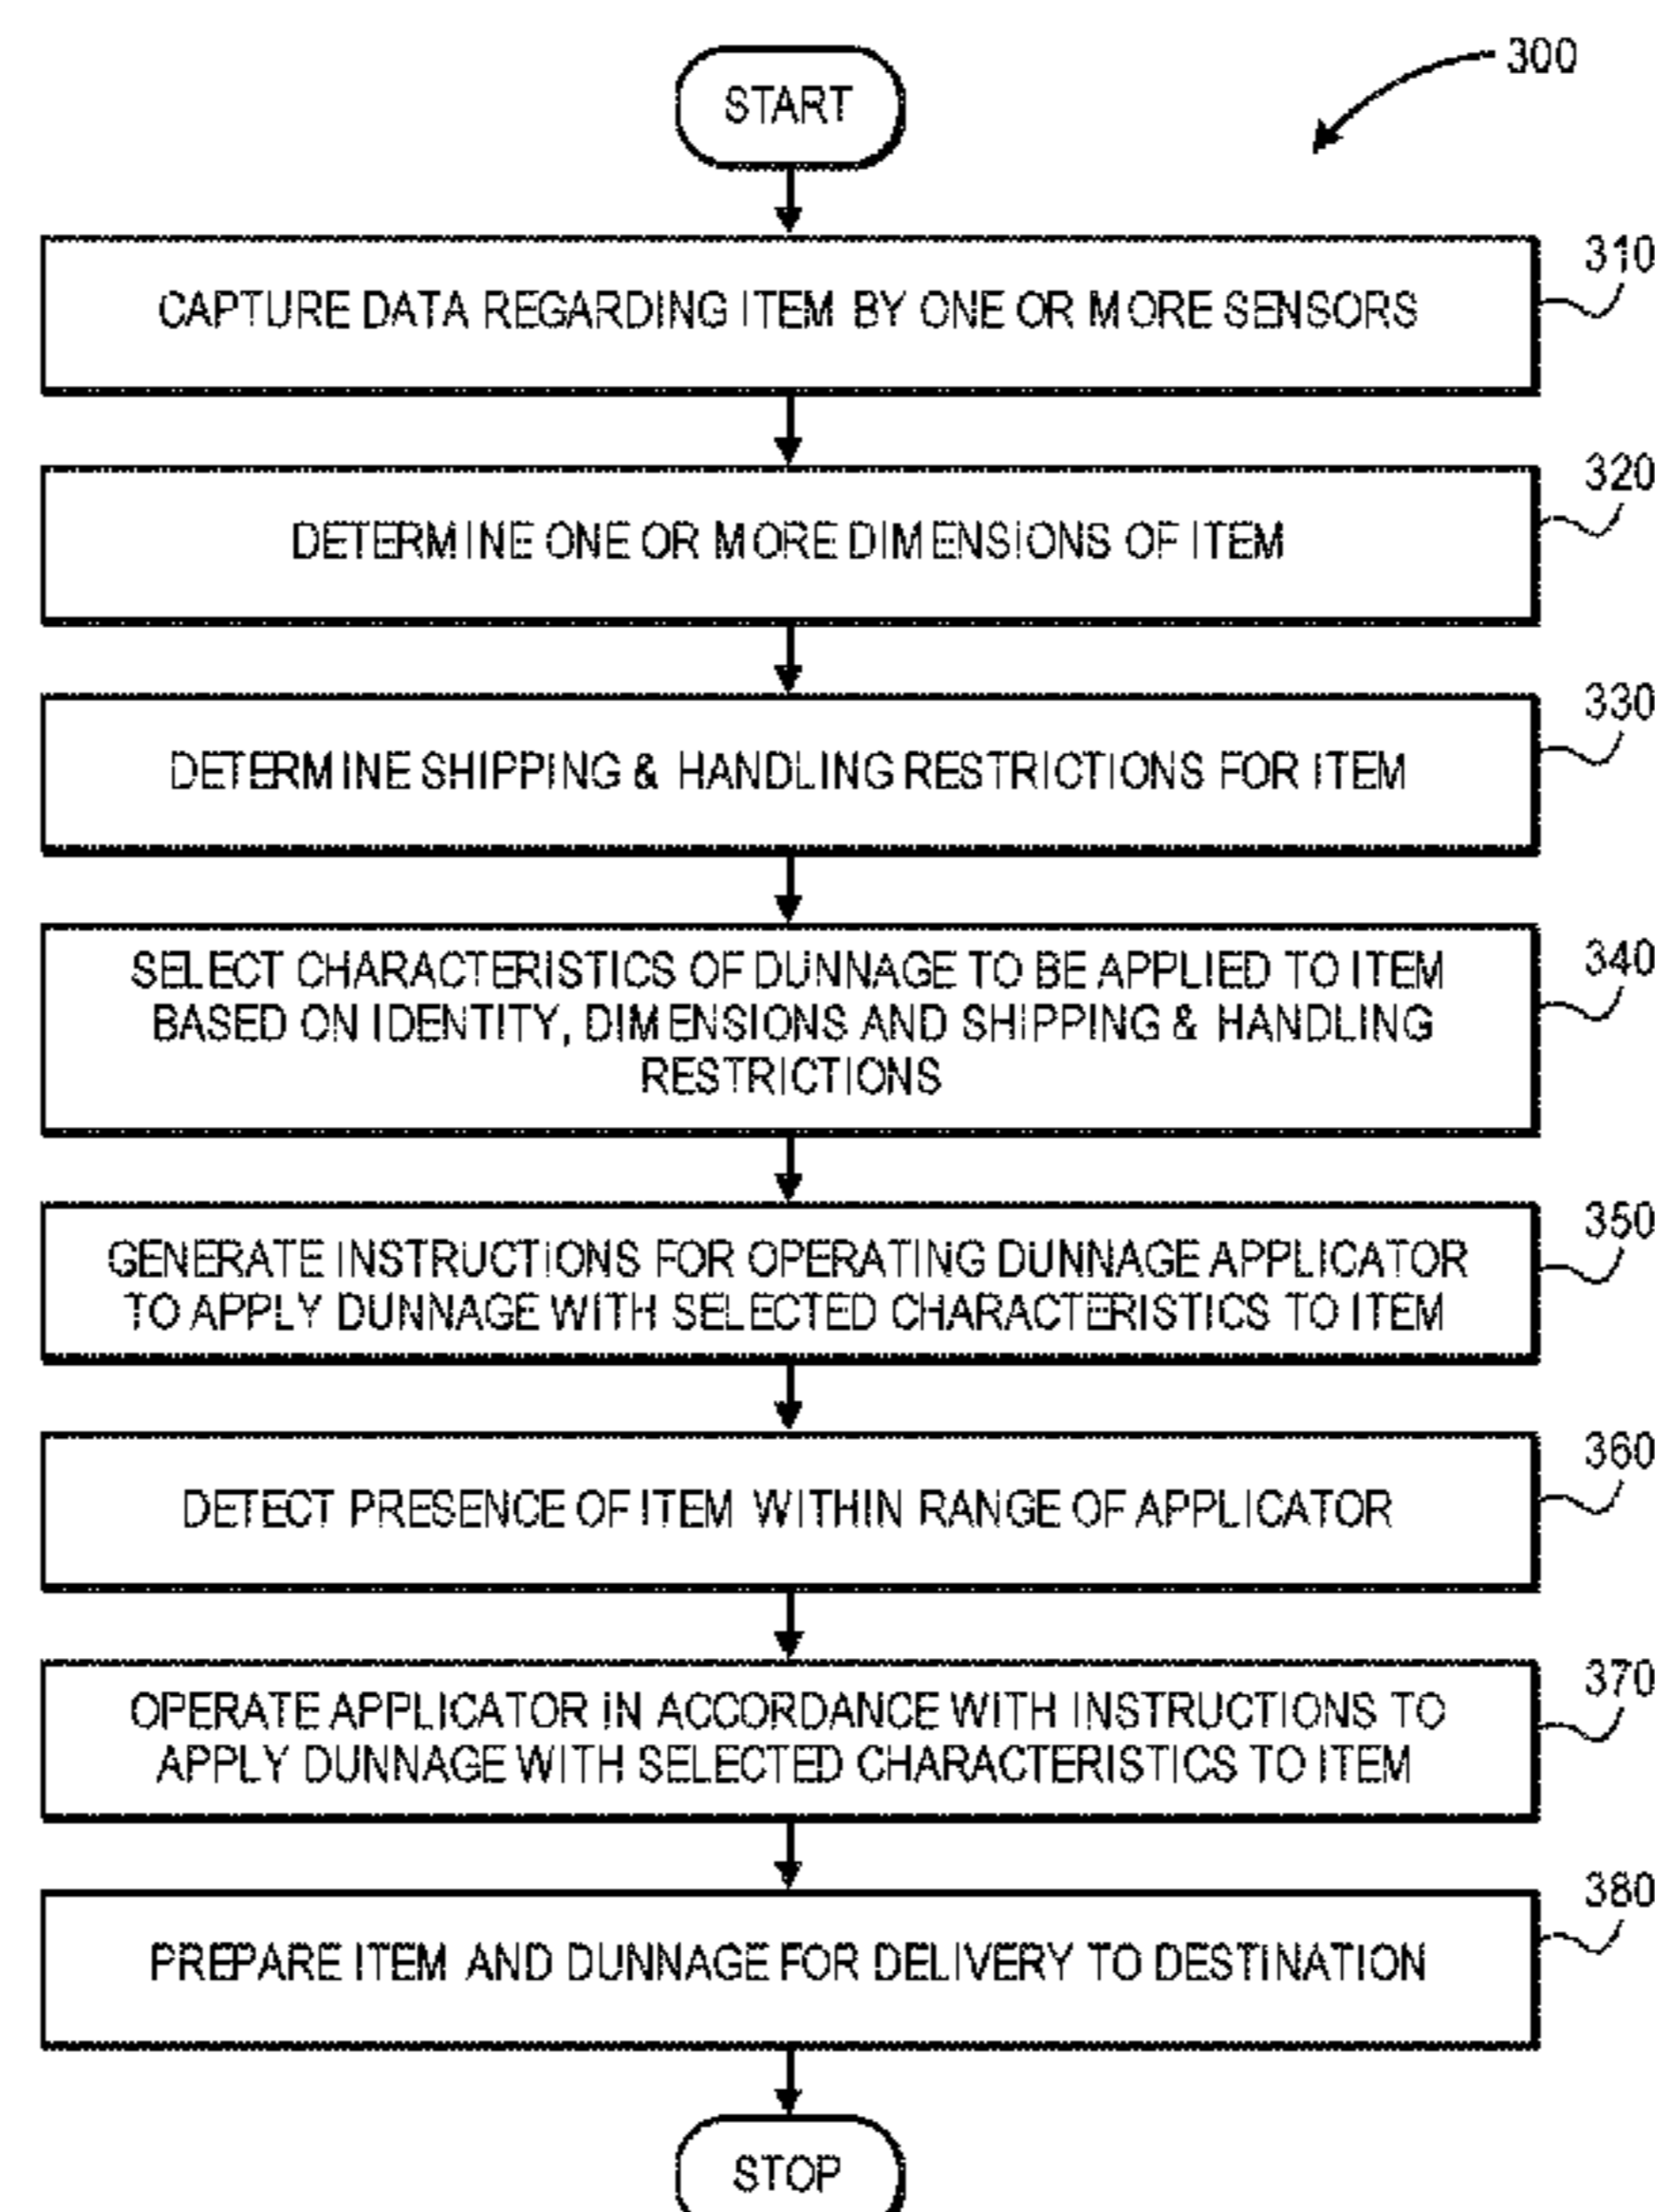 300
START
310
CAPTURE DATA REGARDING ITEM BY ONE OR MORE SENSORS
320
DETERMINE ONE OR MORE DIMENSIONS OF ITEM
330
DETERMINE SHIPPING & HANDLING RESTRICTIONS FOR ITEM
340
SELECT CHARACTERISTICS OF DUNNAGE TO BE APPLIED TO ITEM
BASED ON IDENTITY, DIMENSIONS AND SHIPPING & HANDLING
RESTRICTIONS
350
GENERATE INSTRUCTIONS FOR OPERATING DUNNAGE APPLICATOR
TO APPLY DUNNAGE WITH SELECTED CHARACTERISTICS TO ITEM
360
DETECT PRESENCE OF ITEM WITHIN RANGE OF APPLICATOR
370
OPERATE APPLICATOR IN ACCORDANCE WITH INSTRUCTIONS TO
APPLY DUNNAGE WITH SELECTED CHARACTERISTICS TO ITEM
380
PREPARE ITEM AND DUNNAGE FOR DELIVERY TO DESTINATION
STOP